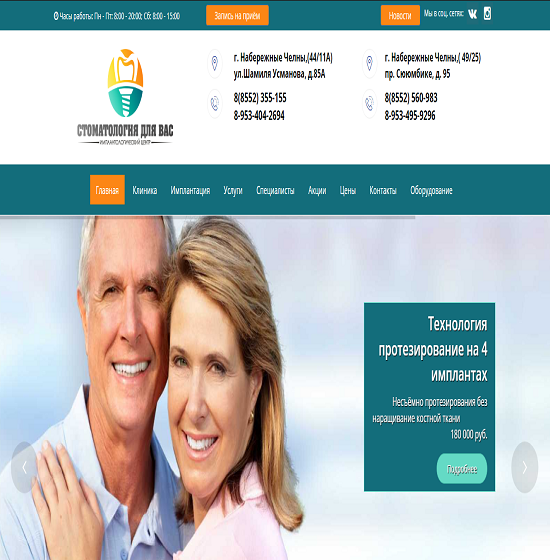 Часы работы: Пн - Пт: 8:00 - 20:00; Сб: 8:00 - 15:00
Запись на приём
Новости
Мы в соц. сетях:
СТОМАТОЛОГИЯ ДЛЯ ВАС
ИМПЛАНТОЛОГИЧЕСКИЙ ЦЕНТР
г. Набережные Челны,(44/11А)
ул.Шамиля Усманова, д.85А
8(8552) 355-155
8-953-404-2694
г. Набережные Челны,( 49/25)
пр. Сююмбике, д. 95
8(8552) 560-983
8-953-495-9296
Главная Клиника Имплантация Услуги Специалисты Акции Цены Контакты Оборудование
Технология
протезирование на 4
имплантах
Несъёмно протезирования без
наращивание костной ткани
180 000 руб.
Подробнее